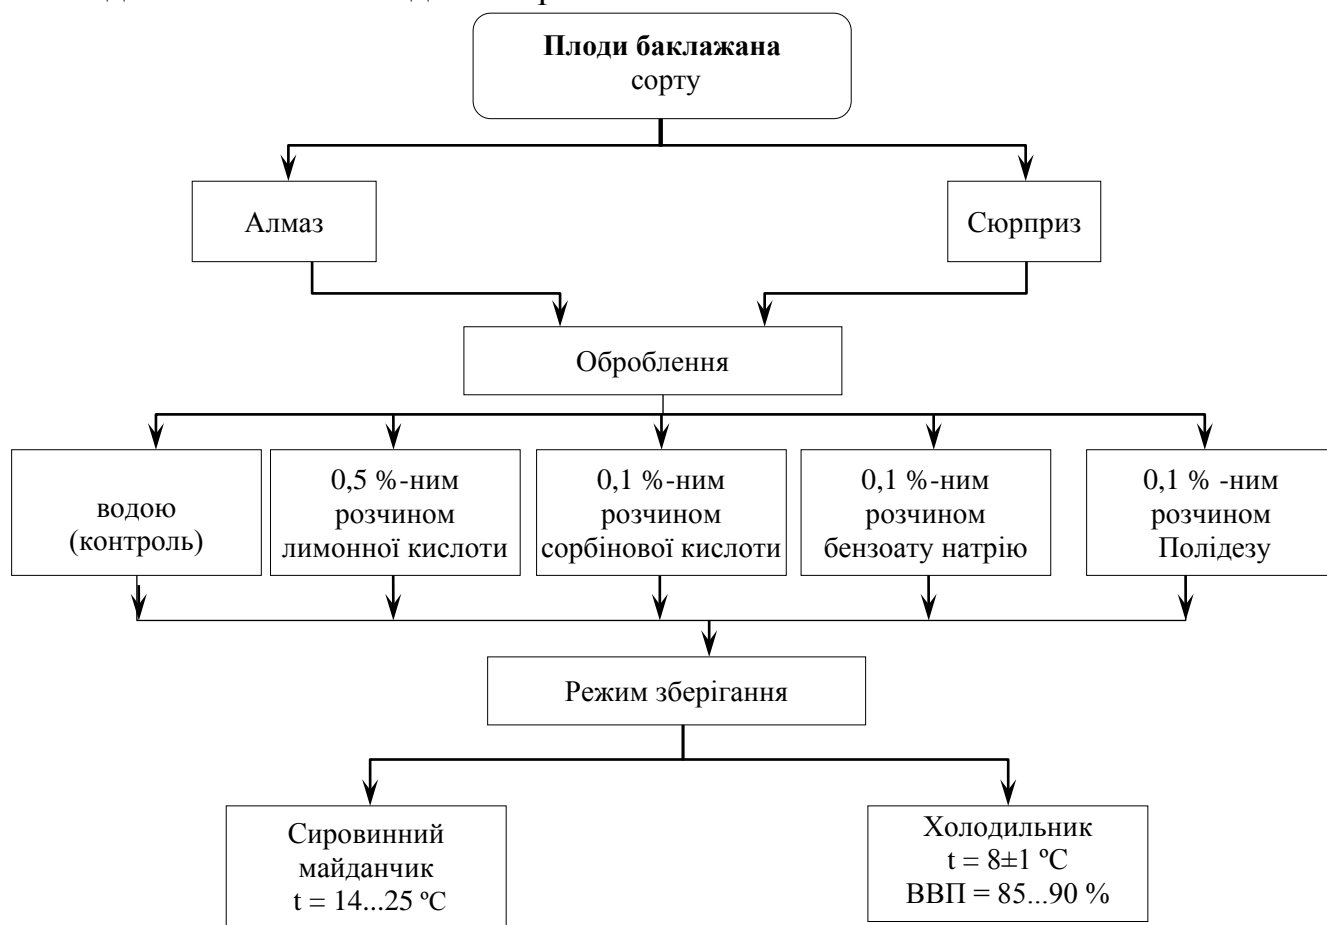 Плоди баклажана
сорту
Алмаз
Сюрприз
Оброблення
водою
(контроль)
0,5 %-ним
розчином
лимонної кислоти
0,1 %-ним
розчином
сорбінової кислоти
0,1 %-ним
розчином
бензоату натрію
0,1 % -ним
розчином
Полідезу
Режим зберігання
Сировинний
майданчик
t = 14...25 ºС
Холодильник
t = 8±1 ºС
ВВП = 85...90 %